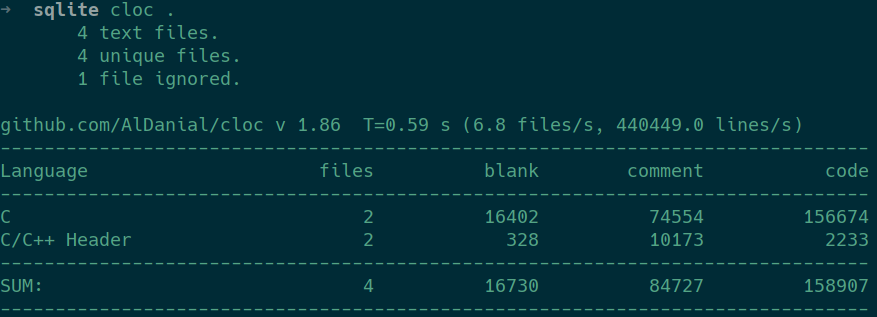 ➜  sqlite cloc .
       4 text files.
       4 unique files.
       1 file ignored.

github.com/AlDanial/cloc v 1.86  T=0.59 s (6.8 files/s, 440449.0 lines/s)
-------------------------------------------------------------------------------
Language                     files          blank        comment           code
-------------------------------------------------------------------------------
C                                2          16402          74554         156674
C/C++ Header                     2            328          10173           2233
-------------------------------------------------------------------------------
SUM:                             4          16730          84727         158907
-------------------------------------------------------------------------------